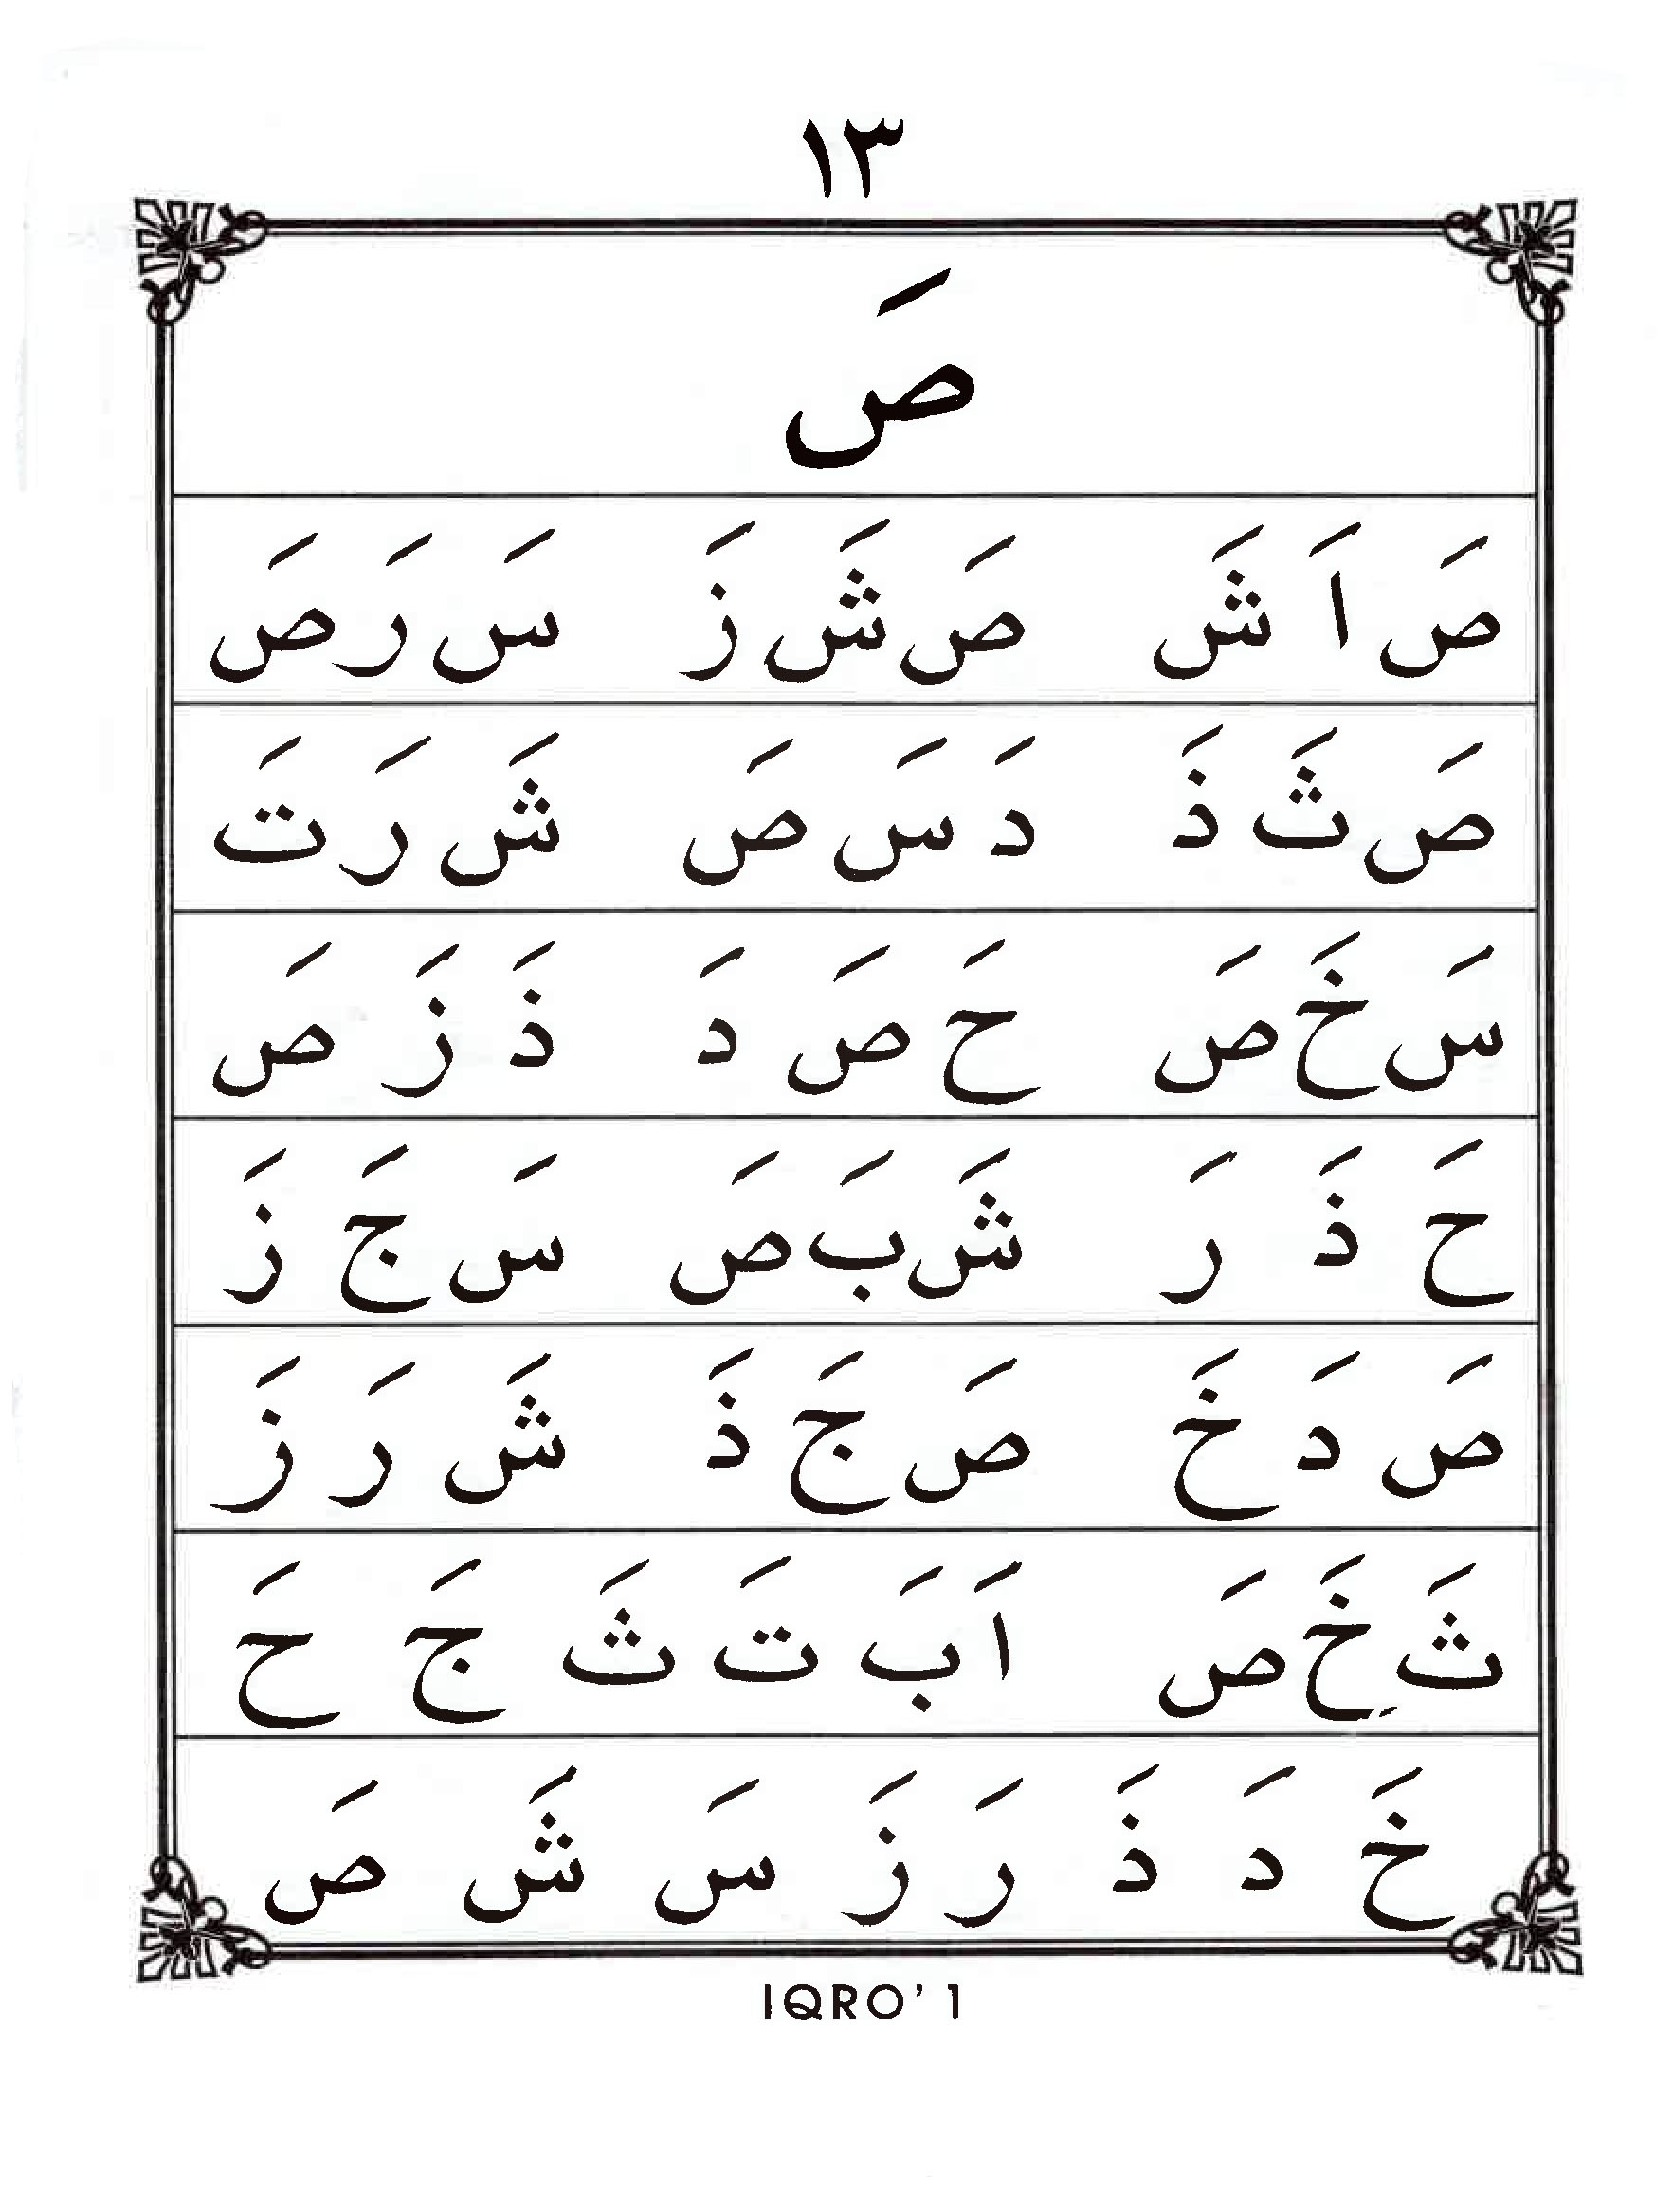 ١٣
صَ
صَ اَ شَ صَ شَ زَ سَ رَ صَ
صَ ثَ ذَ دَ سَ صَ شَ رَ تَ
سَ خَ صَ حَ صَ دَ ذَ زَ صَ
حَ ذَ رَ شَ بَ صَ سَ جَ زَ
صَ دَ خَ صَ جَ ذَ شَ رَ زَ
ثَ خَ صَ اَ بَ تَ ثَ جَ حَ
خَ دَ ذَ رَ زَ سَ شَ صَ
IQRO' 1